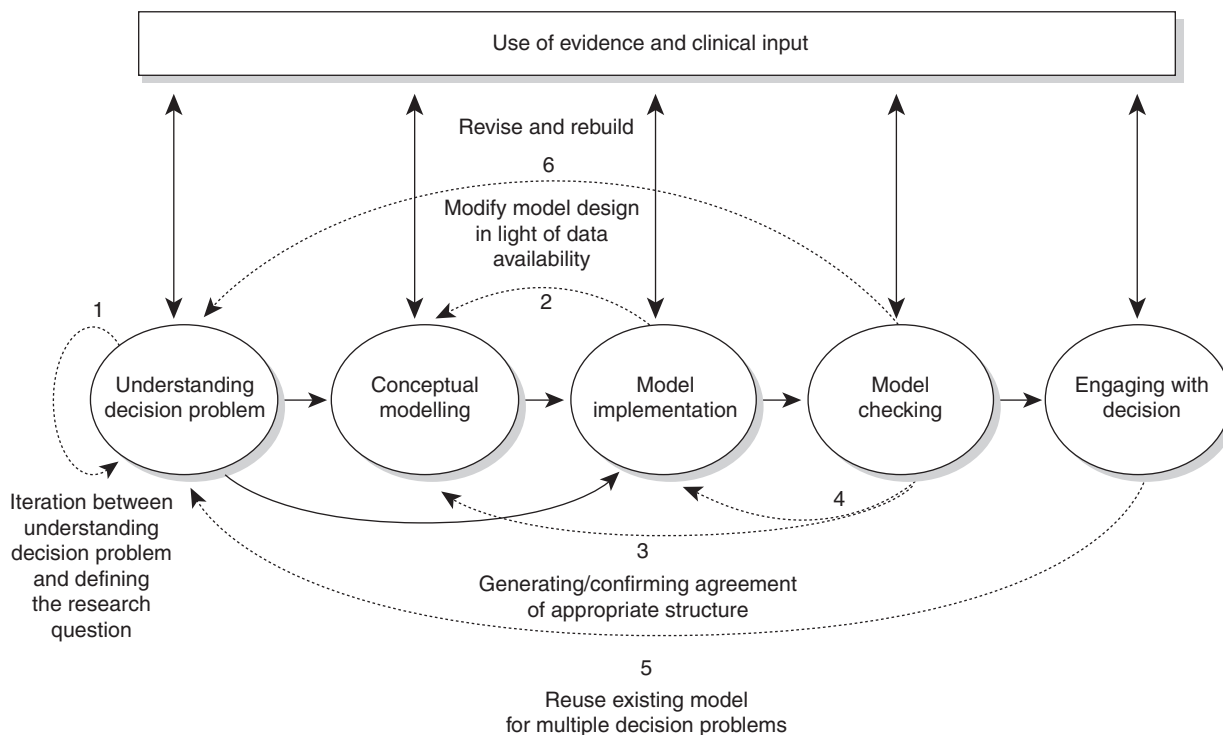 Use of evidence and clinical input
Revise and rebuild
6
Modify model design
in light of data
availability
1
2
Understanding
decision problem
Conceptual
modelling
Model
implementation
Model
checking
Engaging with
decision
Iteration between
understanding
decision problem
and defining
the research
question
4
3
Generating/confirming agreement
of appropriate structure
5
Reuse existing model
for multiple decision problems